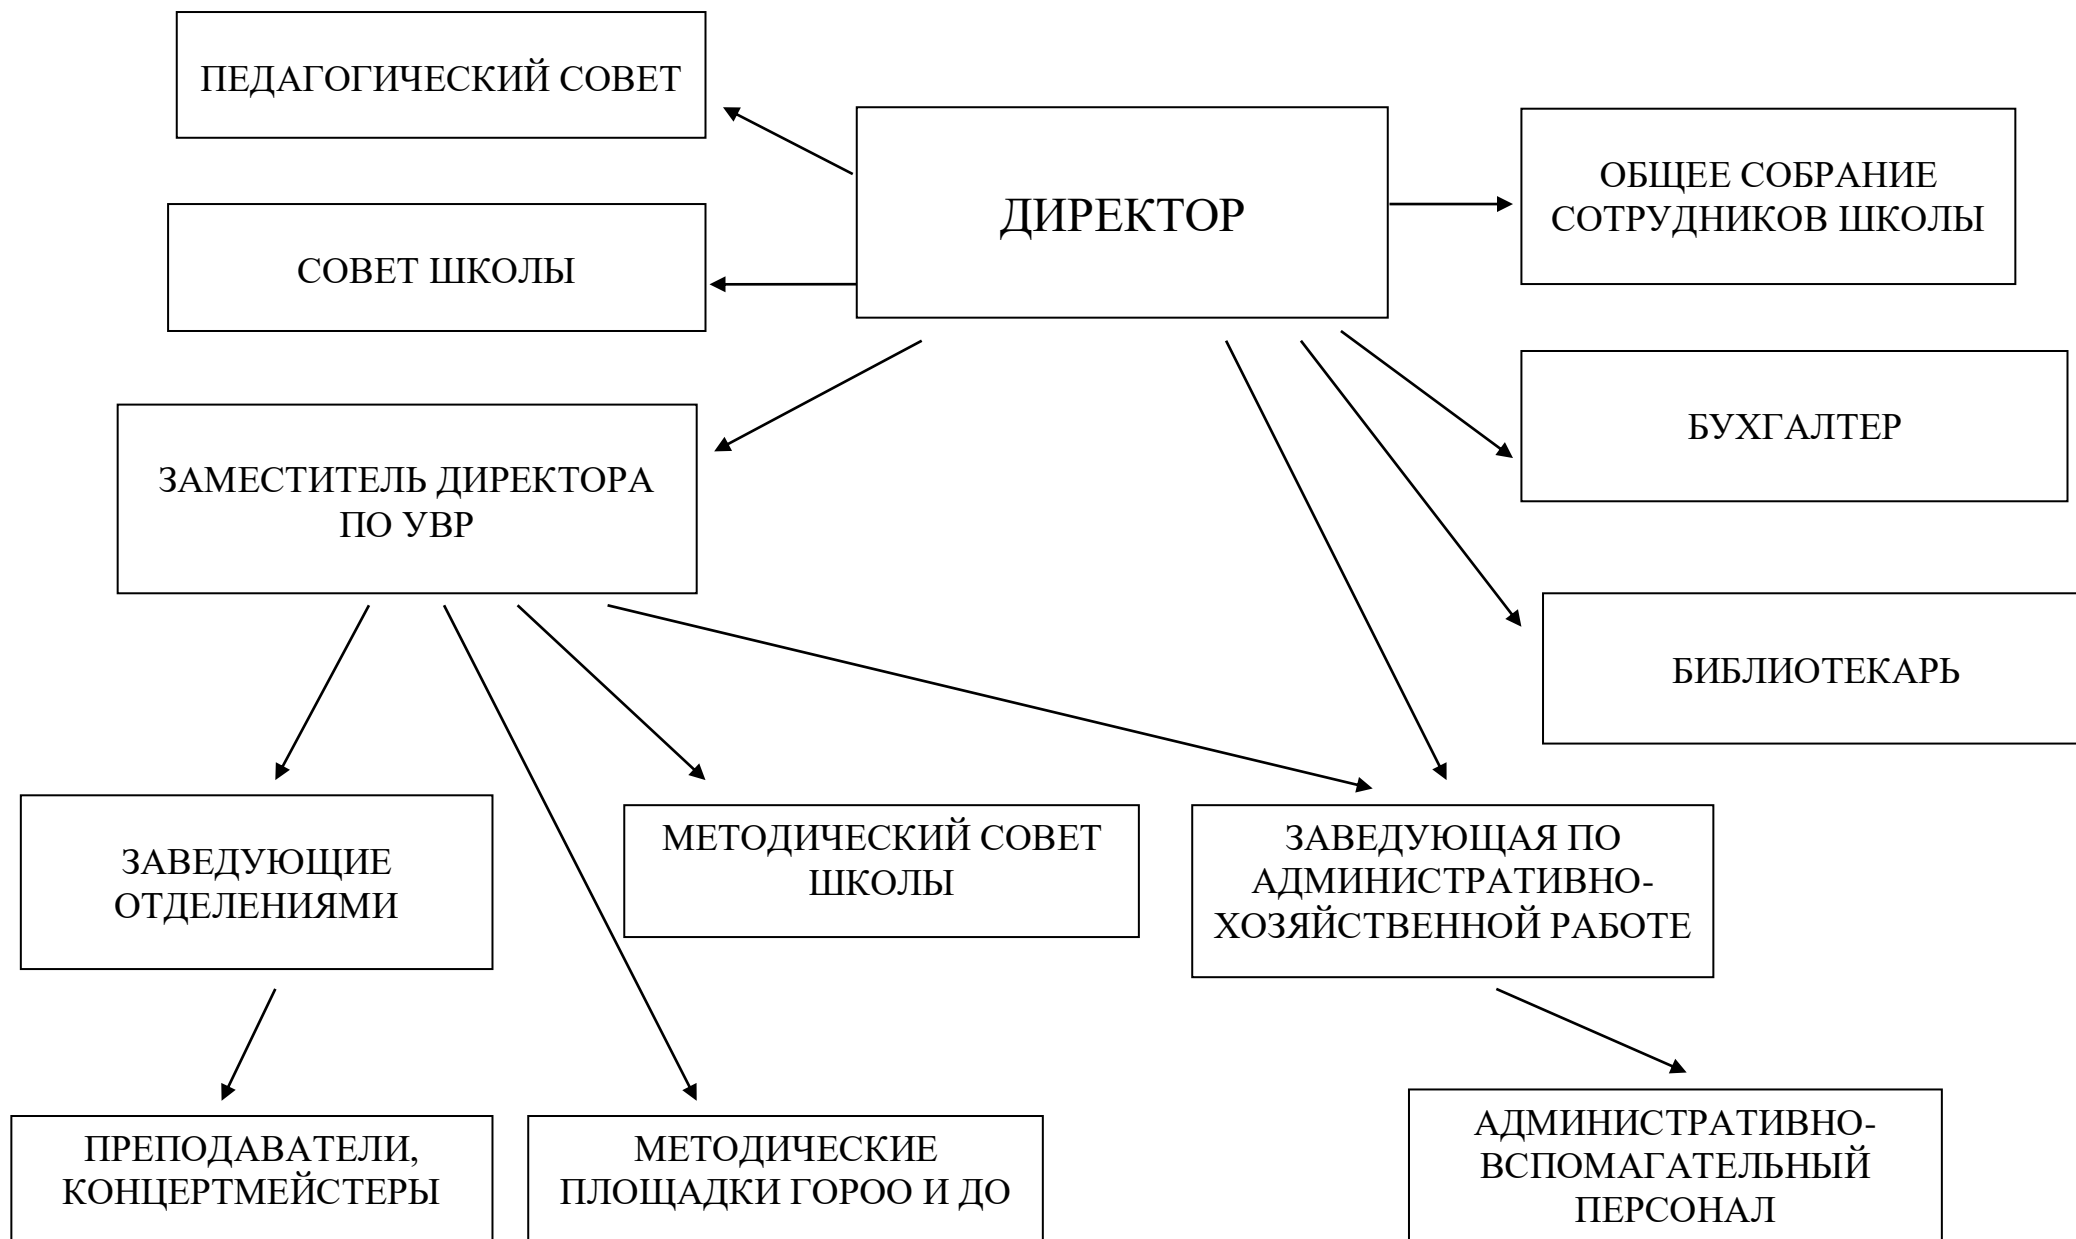 ПЕДАГОГИЧЕСКИЙ СОВЕТ
ДИРЕКТОР
ОБЩЕЕ СОБРАНИЕ
СОТРУДНИКОВ ШКОЛЫ
СОВЕТ ШКОЛЫ
БУХГАЛТЕР
ЗАМЕСТИТЕЛЬ ДИРЕКТОРА
ПО УВР
БИБЛИОТЕКАРЬ
ЗАВЕДУЮЩИЕ
ОТДЕЛЕНИЯМИ
МЕТОДИЧЕСКИЙ СОВЕТ
ШКОЛЫ
ЗАВЕДУЮЩАЯ ПО
АДМИНИСТРАТИВНО-
ХОЗЯЙСТВЕННОЙ РАБОТЕ
ПРЕПОДАВАТЕЛИ,
КОНЦЕРТМЕЙСТЕРЫ
МЕТОДИЧЕСКИЕ
ПЛОЩАДКИ ГОРОО И ДО
АДМИНИСТРАТИВНО-
ВСПОМАГАТЕЛЬНЫЙ
ПЕРСОНАЛ